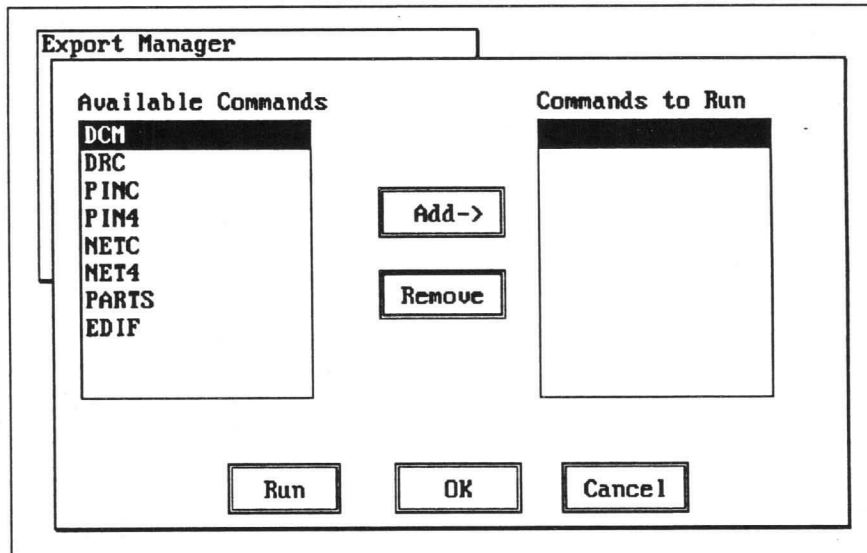 Export Manager
Available Commands
Commands to Run
DCM
DRC
PINC
PIN4
NETC
NET4
PARTS
EDIF
Add->
Remove
Run
OK
Cancel